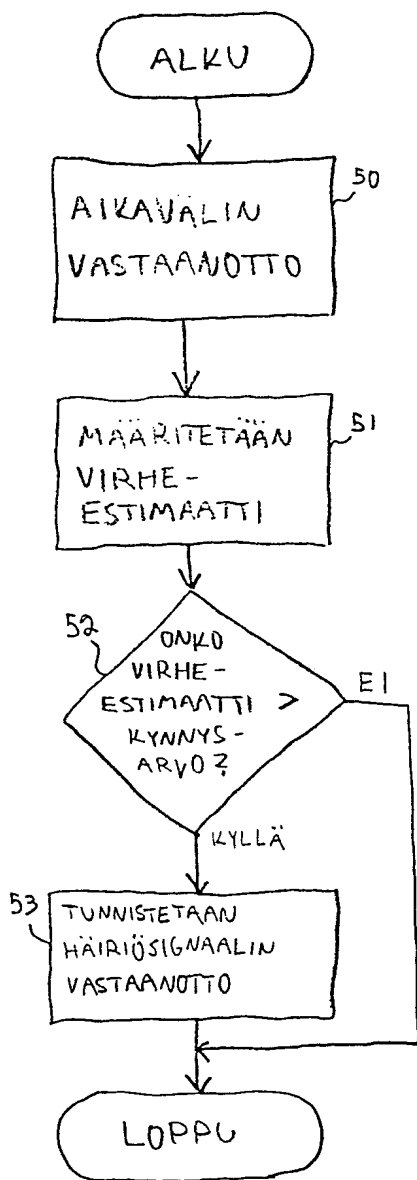 ALKU
50
AIKAVÄLIN
VASTAANOTTO
51
MÄÄRITETÄÄN
VIRHE-
ESTIMAATTI
52
ONKO
VIRHE-
ESTIMAATTI >
KYNNYS-
ARVO?
EI
KYLLÄ
53
TUNNISTETAAN
HÄIRIÖSIGNAALIN
VASTAANOTTO
LOPPU